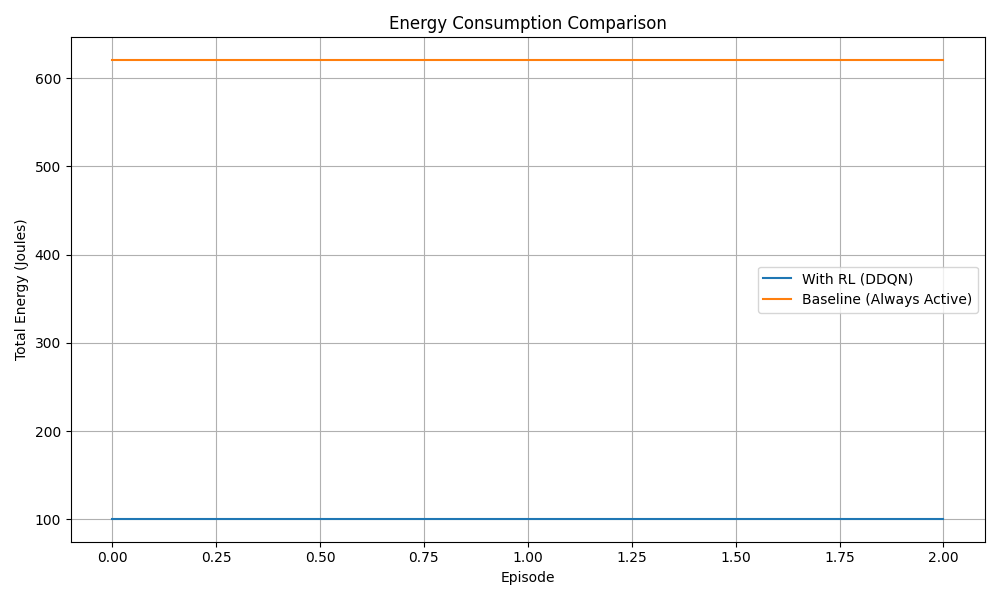 Energy Consumption Comparison
Total Energy (Joules)
600
500
400
300
200
100
With RL (DDQN)
Baseline (Always Active)
0.00 0.25 0.50 0.75 1.00 1.25 1.50 1.75 2.00
Episode